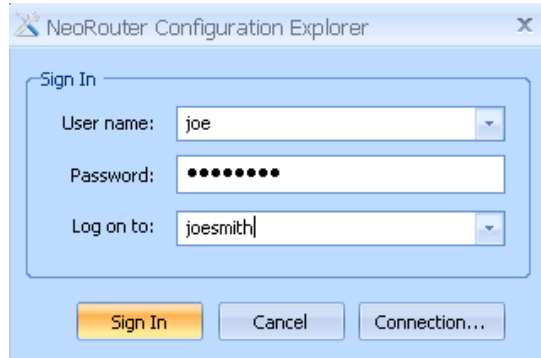 NeoRouter Configuration Explorer
Sign In
User name: joe
Password: ●●●●●●●●
Log on to: joesmith
Sign In Cancel Connection...